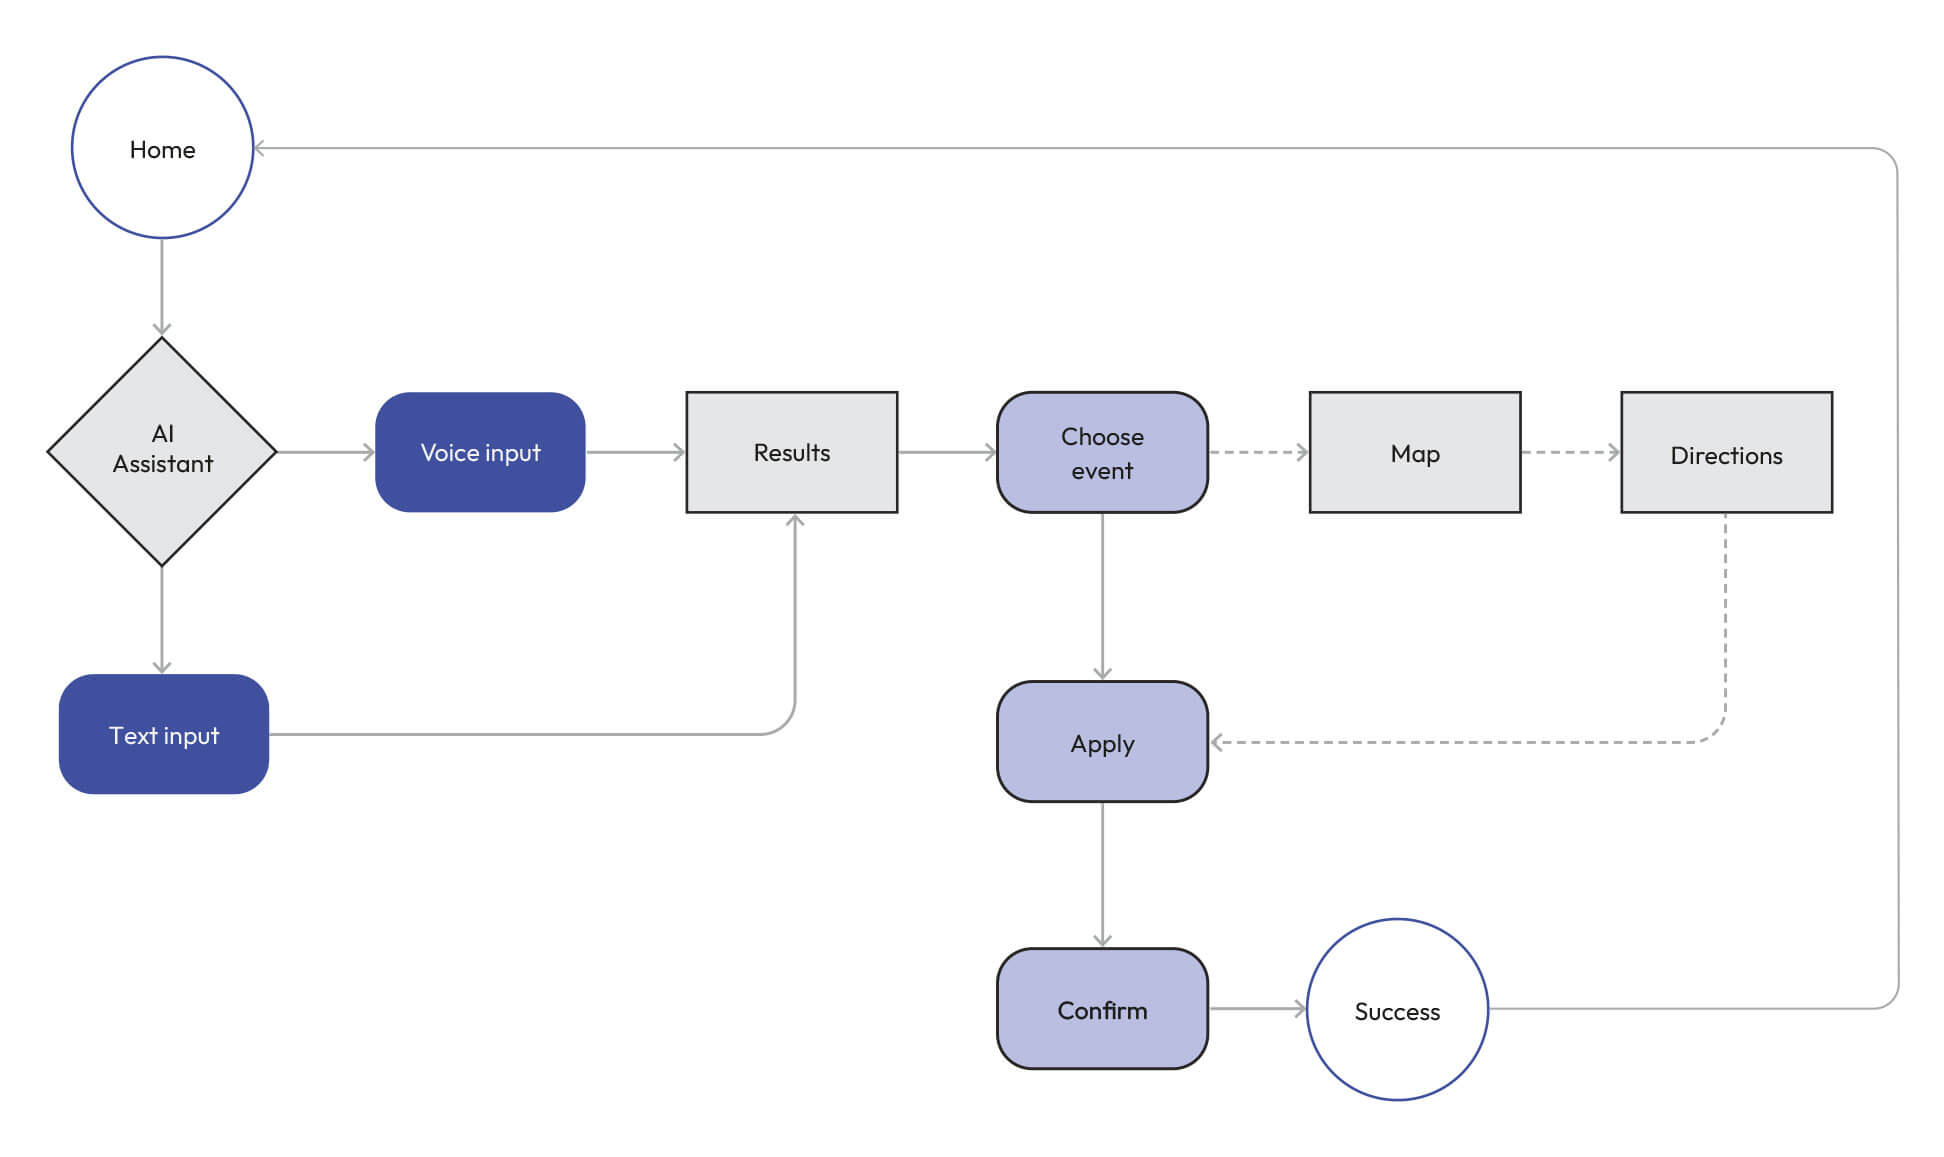 Home
AI
Assistant
Voice input
Results
Choose
event
Map
Directions
Text input
Apply
Confirm
Success